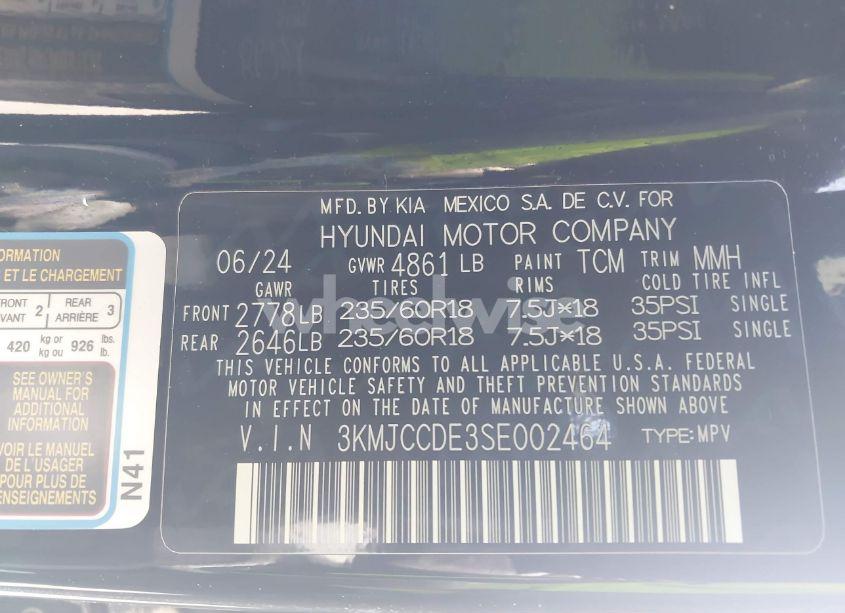 ORMATION
ET LE CHARGEMENT
FRONT
VANT 2 REAR
ARRIÈRE 3
420 kg or
kg ou 926 lbs.
lb.
SEE OWNER'S
MANUAL FOR
ADDITIONAL
INFORMATION
VOIR LE MANUEL
DE L'USAGER
POUR PLUS DE
RENSEIGNEMENTS
N41
MFD. BY KIA MEXICO S.A. DE C.V. FOR
HYUNDAI MOTOR COMPANY
06/24 GVWR 4861 LB PAINT TCM TRIM MMH
GAWR TIRES RIMS COLD TIRE INFL
FRONT 2778LB 235/60R18 7.5J×18 35PSI SINGLE
REAR 2646LB 235/60R18 7.5J×18 35PSI SINGLE
THIS VEHICLE CONFORMS TO ALL APPLICABLE U.S.A. FEDERAL
MOTOR VEHICLE SAFETY AND THEFT PREVENTION STANDARDS
IN EFFECT ON THE DATE OF MANUFACTURE SHOWN ABOVE
V.I.N 3KMJCCDE3SE002464 TYPE: MPV
wheelwise